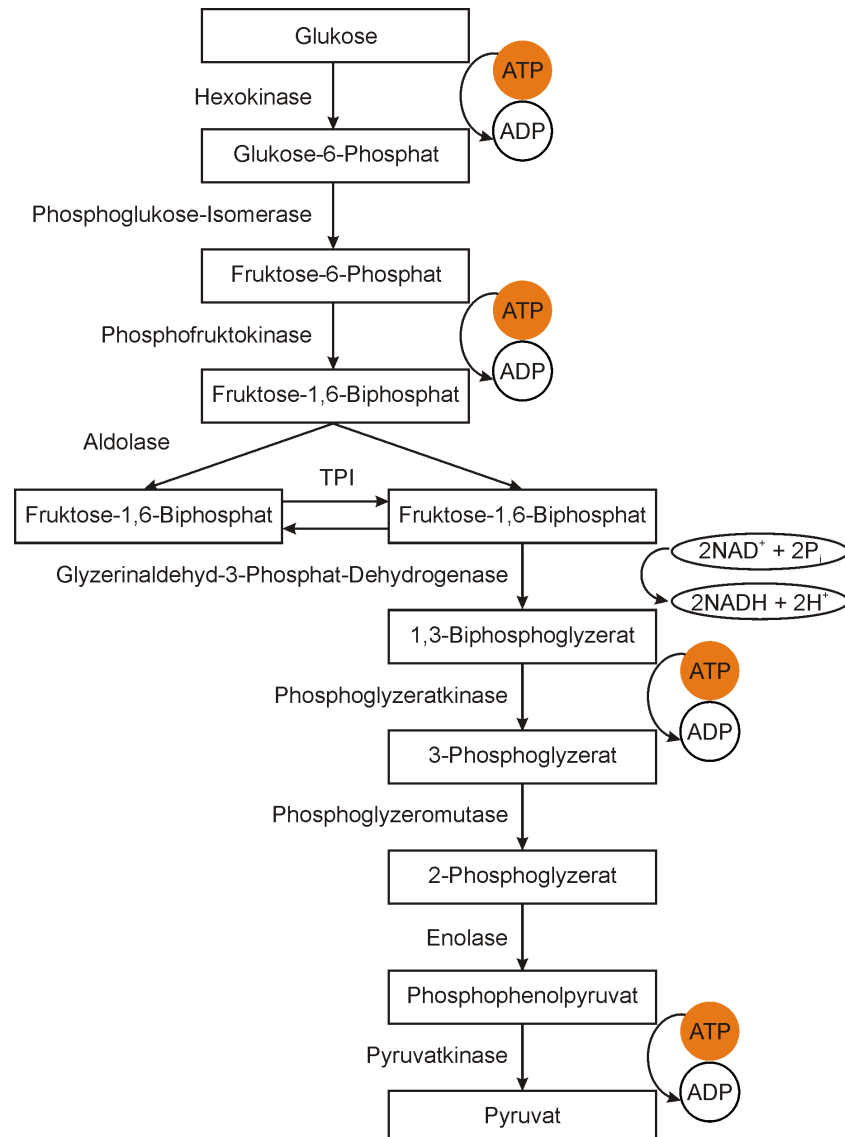 Glukose
ATP
Hexokinase
ADP
Glukose-6-Phosphat
Phosphoglukose-Isomerase
Fruktose-6-Phosphat
ATP
Phosphofruktokinase
ADP
Fruktose-1,6-Biphosphat
Aldolase
TPI
Fruktose-1,6-Biphosphat
Fruktose-1,6-Biphosphat
2NAD⁺ + 2Pᵢ
Glyzerinaldehyd-3-Phosphat-Dehydrogenase
2NADH + 2H⁺
1,3-Biphosphoglyzerat
ATP
Phosphoglyzeratkinase
ADP
3-Phosphoglyzerat
Phosphoglyzeromutase
2-Phosphoglyzerat
Enolase
Phosphophenolpyruvat
ATP
Pyruvatkinase
ADP
Pyruvat